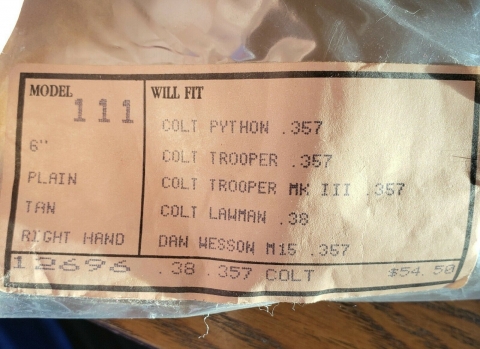 MODEL 111
6"
PLAIN
TAN
RIGHT HAND
WILL FIT
COLT PYTHON .357
COLT TROOPER .357
COLT TROOPER MK III .357
COLT LAWMAN .38
DAN WESSON M15 .357
12696 .38 .357 COLT $54.50